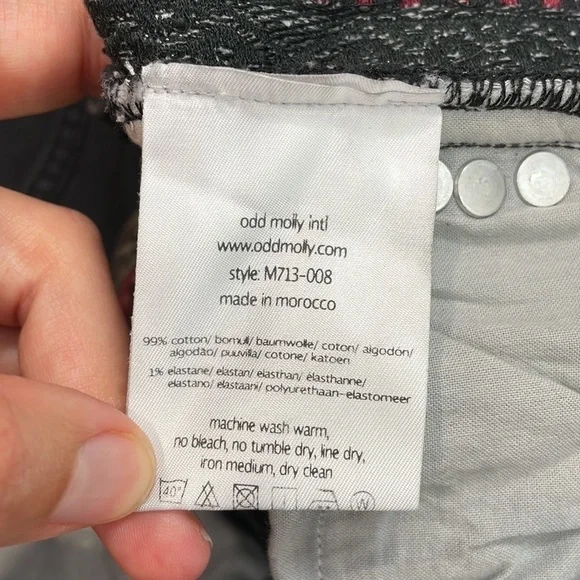 odd molly intl
www.oddmolly.com
style: M713-008
made in morocco
99% cotton/ bomull/ baumwolle/ coton/ algodón/
algodão/ puuvilla/ cotone/ katoen
1% elastane/ elastan/ elasthan/ élasthanne/
elastano/ elastaani/ polyurethaan-elastomeer
machine wash warm,
no bleach, no tumble dry, line dry,
iron medium, dry clean
40° W